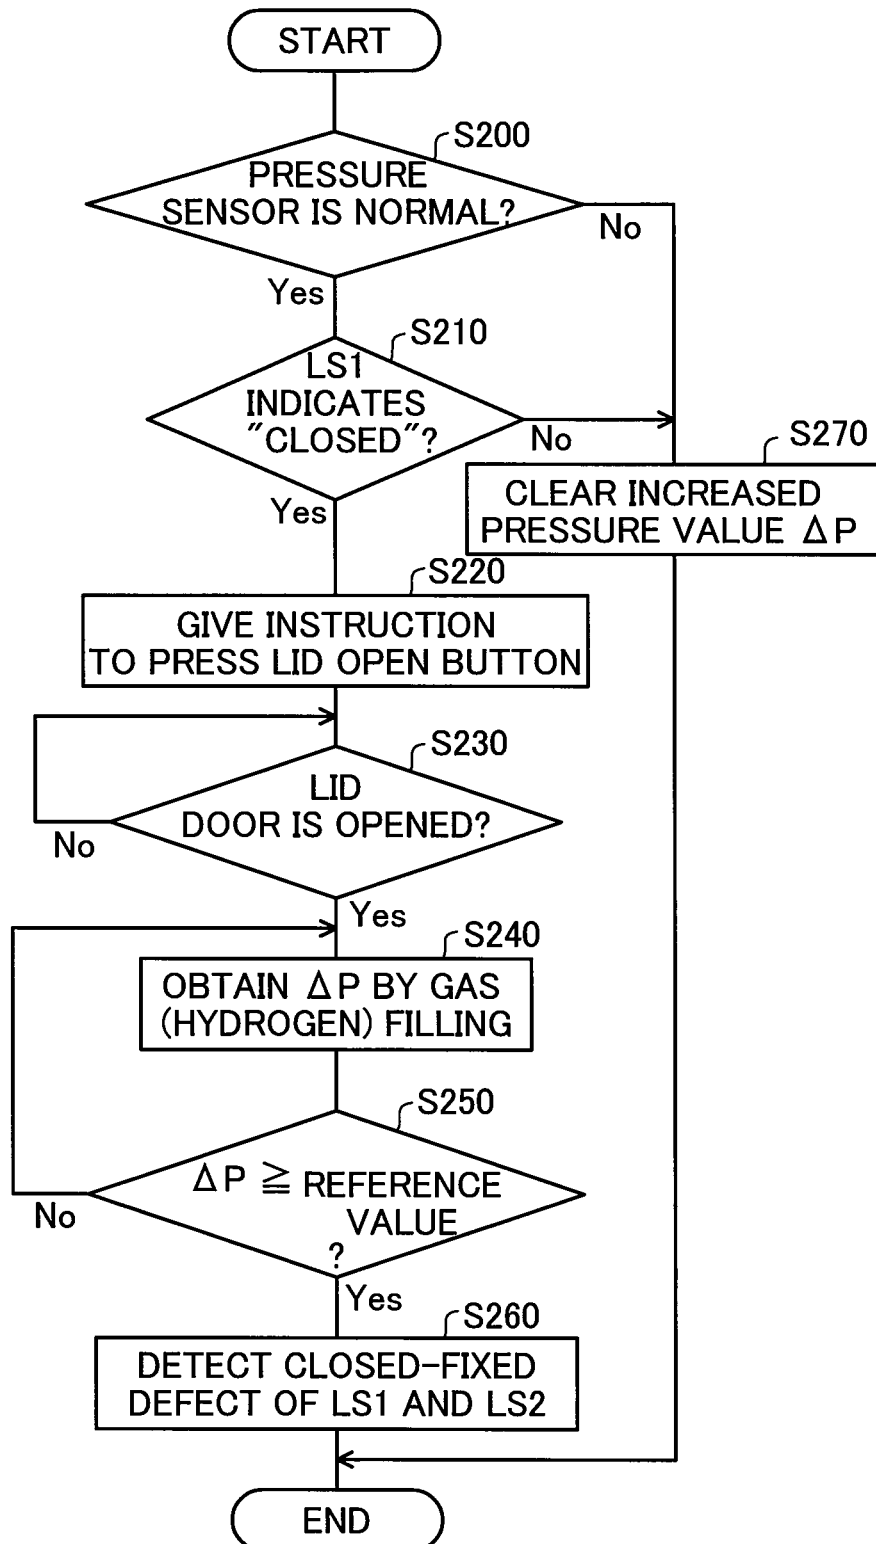 START
S200
PRESSURE
SENSOR IS NORMAL?
No
Yes
S210
LS1
INDICATES
"CLOSED"?
No
Yes
S270
CLEAR INCREASED
PRESSURE VALUE ΔP
S220
GIVE INSTRUCTION
TO PRESS LID OPEN BUTTON
S230
LID
DOOR IS OPENED?
No
Yes
S240
OBTAIN ΔP BY GAS
(HYDROGEN) FILLING
S250
ΔP ≧ REFERENCE
VALUE
?
No
Yes
S260
DETECT CLOSED-FIXED
DEFECT OF LS1 AND LS2
END